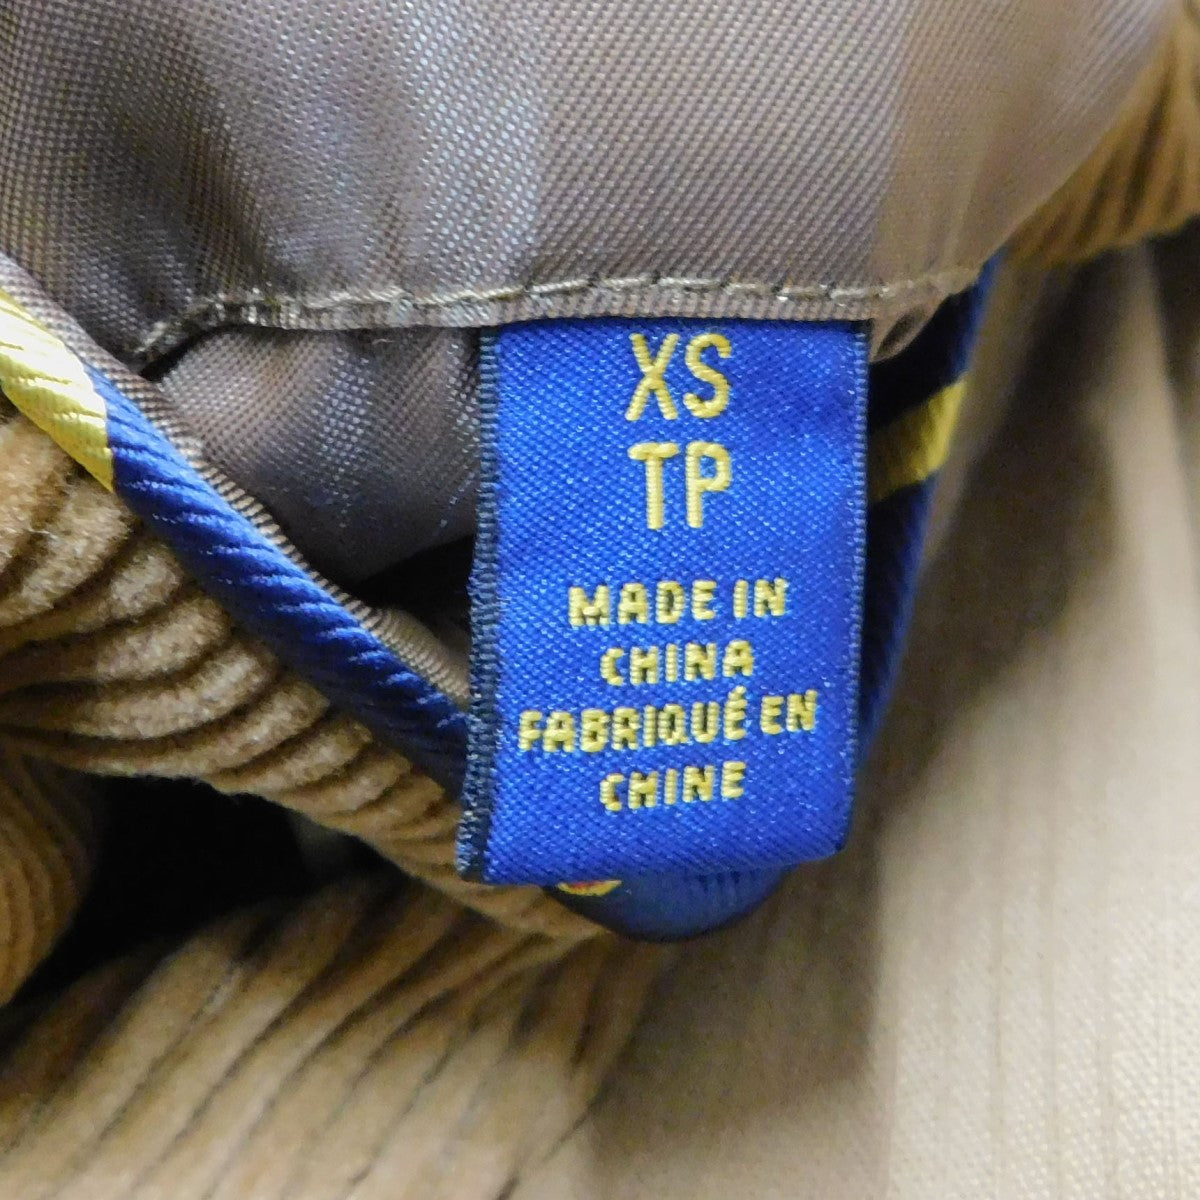 XS
TP
MADE IN
CHINA
FABRIQUÉ EN
CHINE